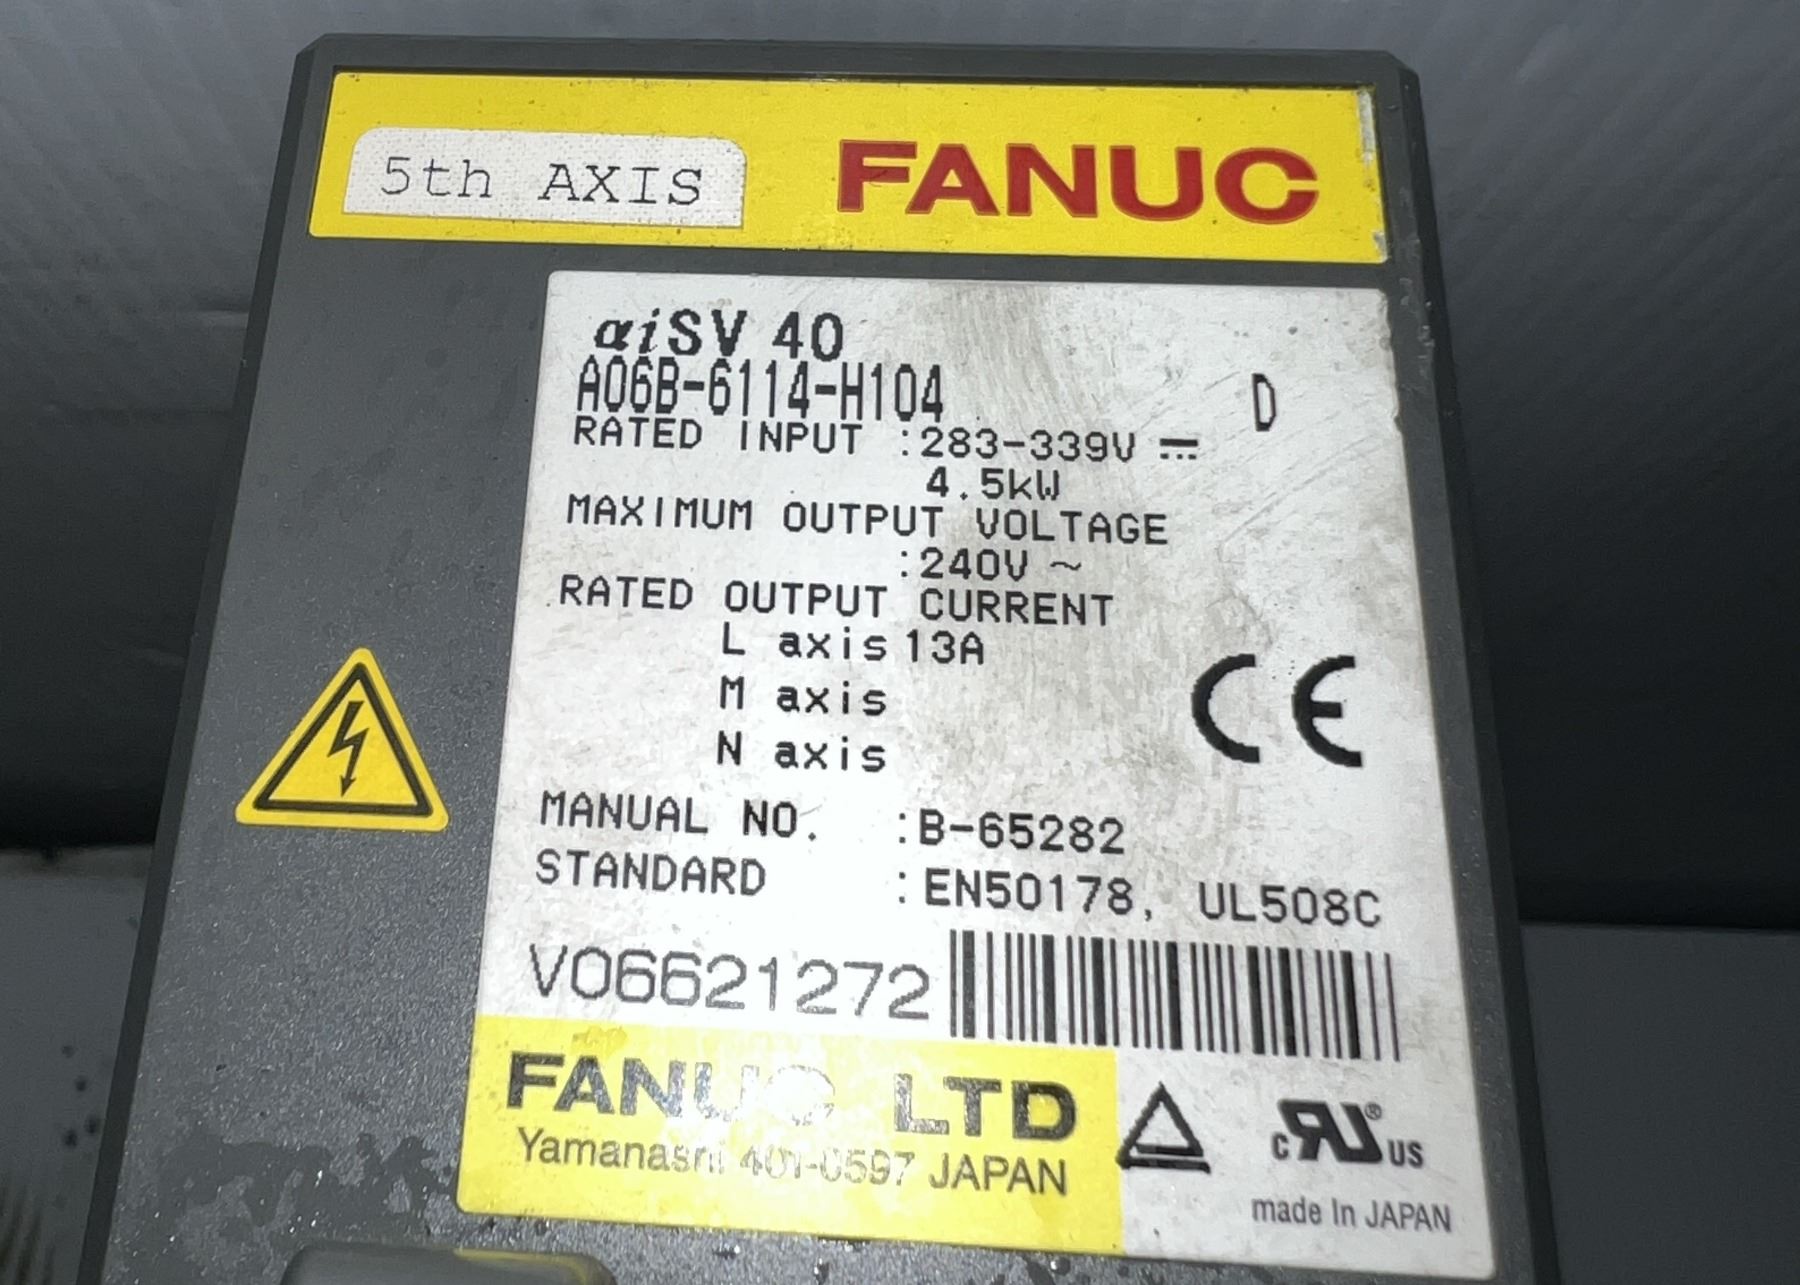 5th AXIS
FANUC
αiSV 40
A06B-6114-H104 D
RATED INPUT :283-339V ⎓
4.5kW
MAXIMUM OUTPUT VOLTAGE
:240V ~
RATED OUTPUT CURRENT
L axis 13A
M axis
N axis
CE
MANUAL NO. :B-65282
STANDARD :EN50178, UL508C
V06621272
FANUC LTD
Yamanashi 401-0597 JAPAN
c RU ® US
made In JAPAN